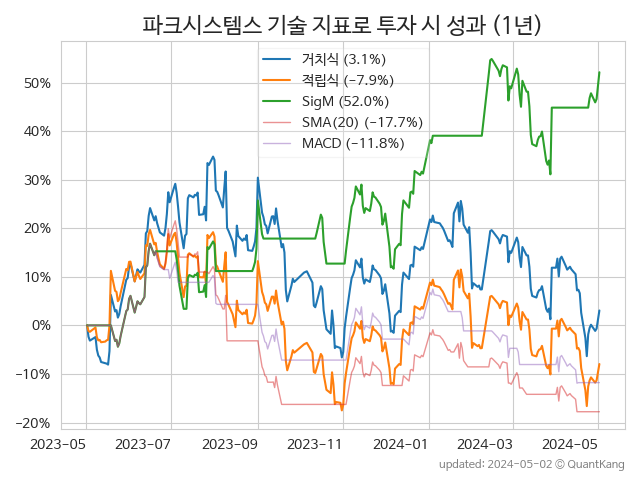 파크시스템스 기술 지표로 투자 시 성과 (1년)
거치식 (3.1%)
적립식 (−7.9%)
SigM (52.0%)
SMA(20) (−17.7%)
MACD (−11.8%)
50%
40%
30%
20%
10%
0%
−10%
−20%
2023-05 2023-07 2023-09 2023-11 2024-01 2024-03 2024-05
updated: 2024-05-02 © QuantKang